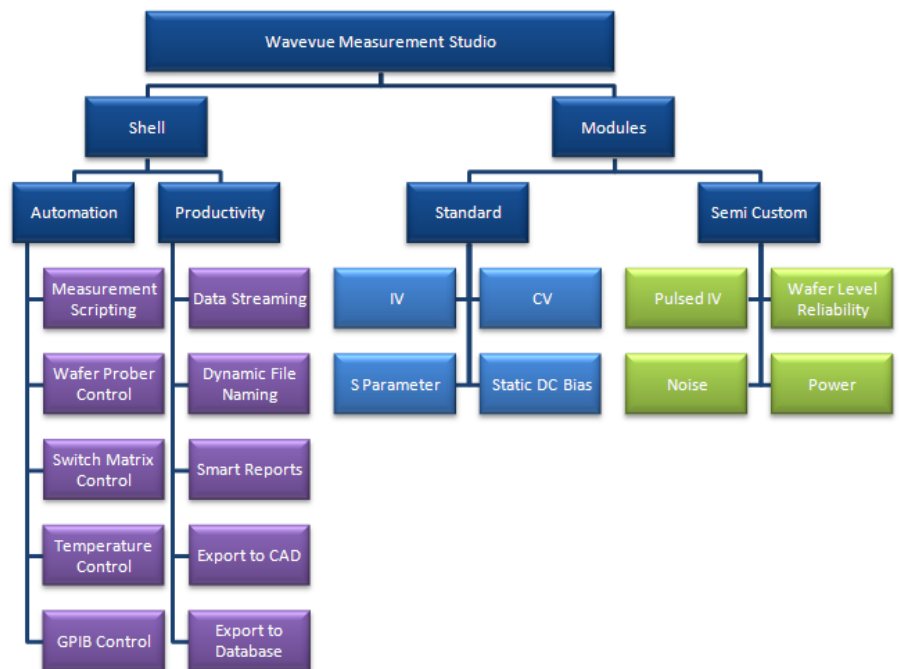 Wavevue Measurement Studio
Shell
Modules
Automation
Productivity
Standard
Semi Custom
Measurement
Scripting
Data Streaming
IV
CV
Pulsed IV
Wafer Level
Reliability
Wafer Prober
Control
Dynamic File
Naming
S Parameter
Static DC Bias
Noise
Power
Switch Matrix
Control
Smart Reports
Temperature
Control
Export to CAD
GPIB Control
Export to
Database